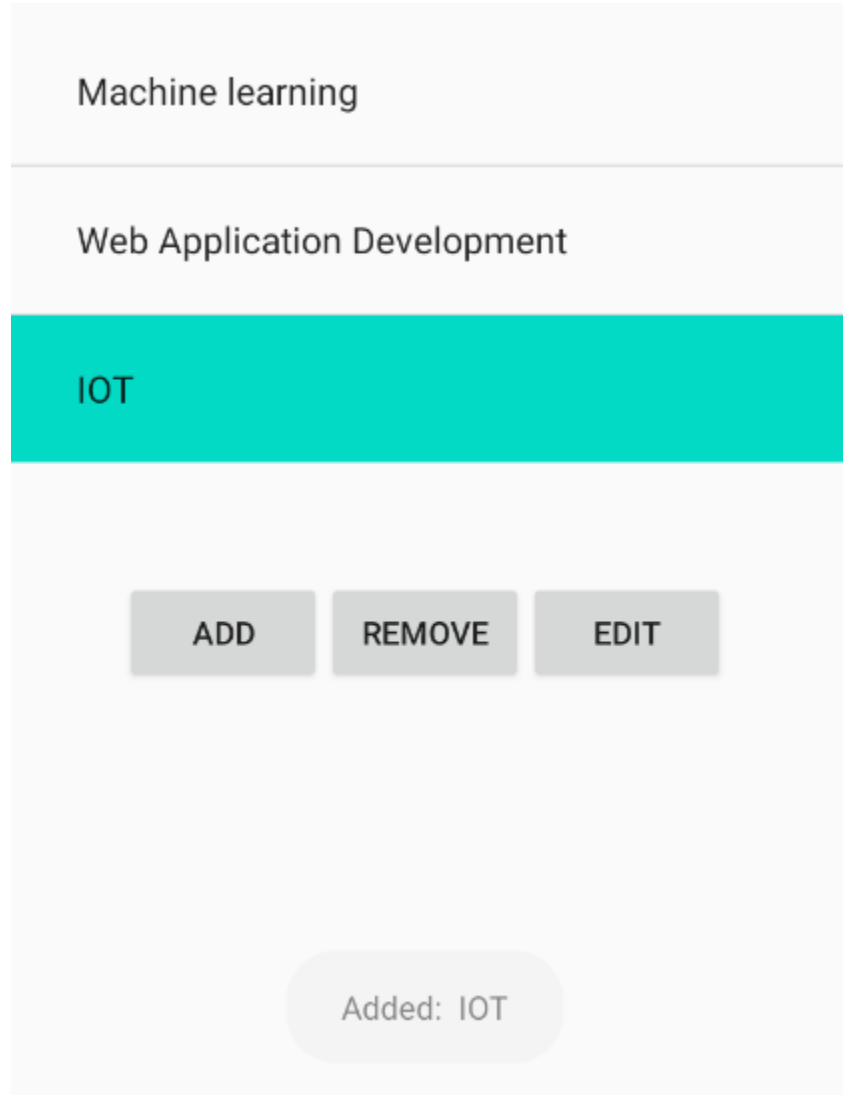 Machine learning
Web Application Development
IOT
ADD REMOVE EDIT
Added: IOT